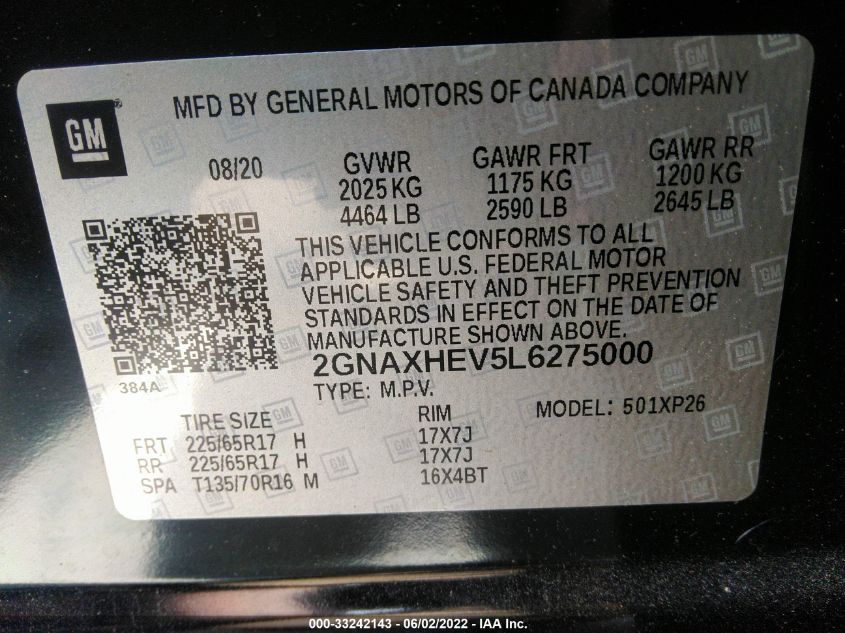 GM
MFD BY GENERAL MOTORS OF CANADA COMPANY
08/20 GVWR GAWR FRT GAWR RR
2025 KG 1175 KG 1200 KG
4464 LB 2590 LB 2645 LB
THIS VEHICLE CONFORMS TO ALL
APPLICABLE U.S. FEDERAL MOTOR
VEHICLE SAFETY AND THEFT PREVENTION
STANDARDS IN EFFECT ON THE DATE OF
MANUFACTURE SHOWN ABOVE.
2GNAXHEV5L6275000
384A
TYPE: M.P.V.
TIRE SIZE RIM MODEL: 501XP26
FRT 225/65R17 H 17X7J
RR 225/65R17 H 17X7J
SPA T135/70R16 M 16X4BT
000-33242143 - 06/02/2022 - IAA Inc.